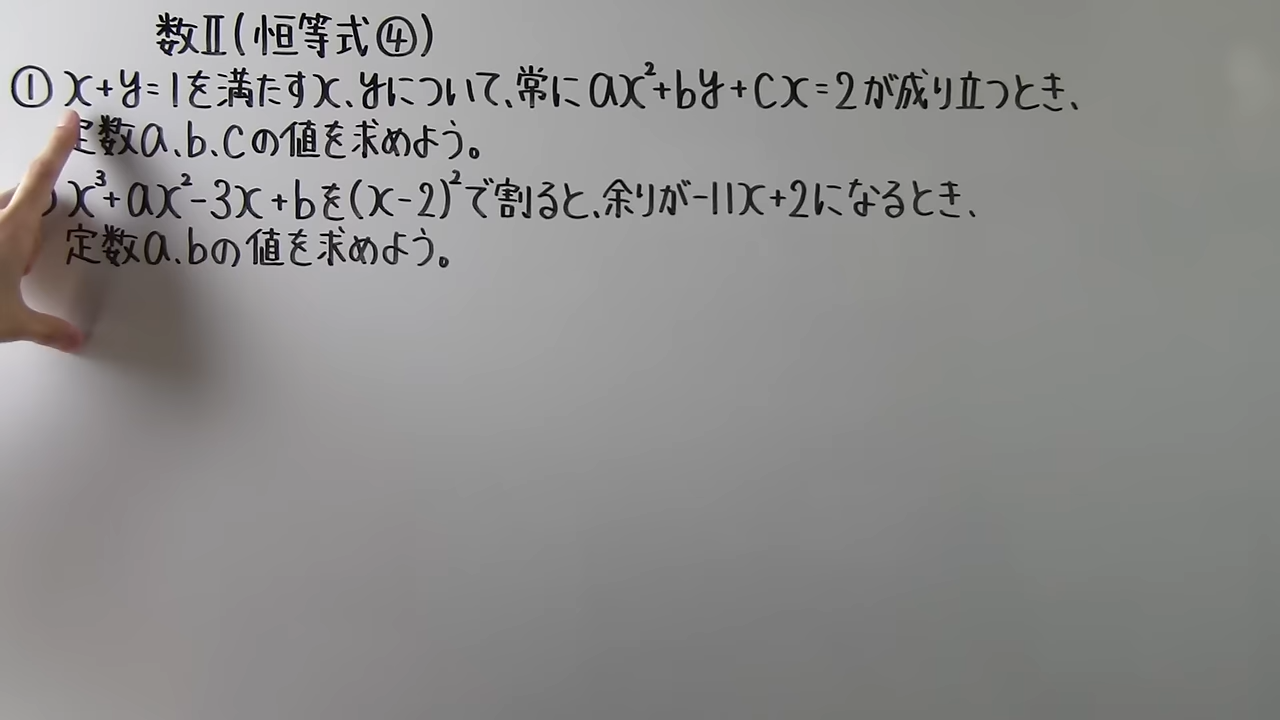 数Ⅱ(恒等式④)
① x+y=1を満たすx、yについて、常に ax²+by+cx=2が成り立つとき、
定数a、b、cの値を求めよう。
x³+ax²-3x+bを(x-2)²で割ると、余りが-11x+2になるとき、
定数a、bの値を求めよう。